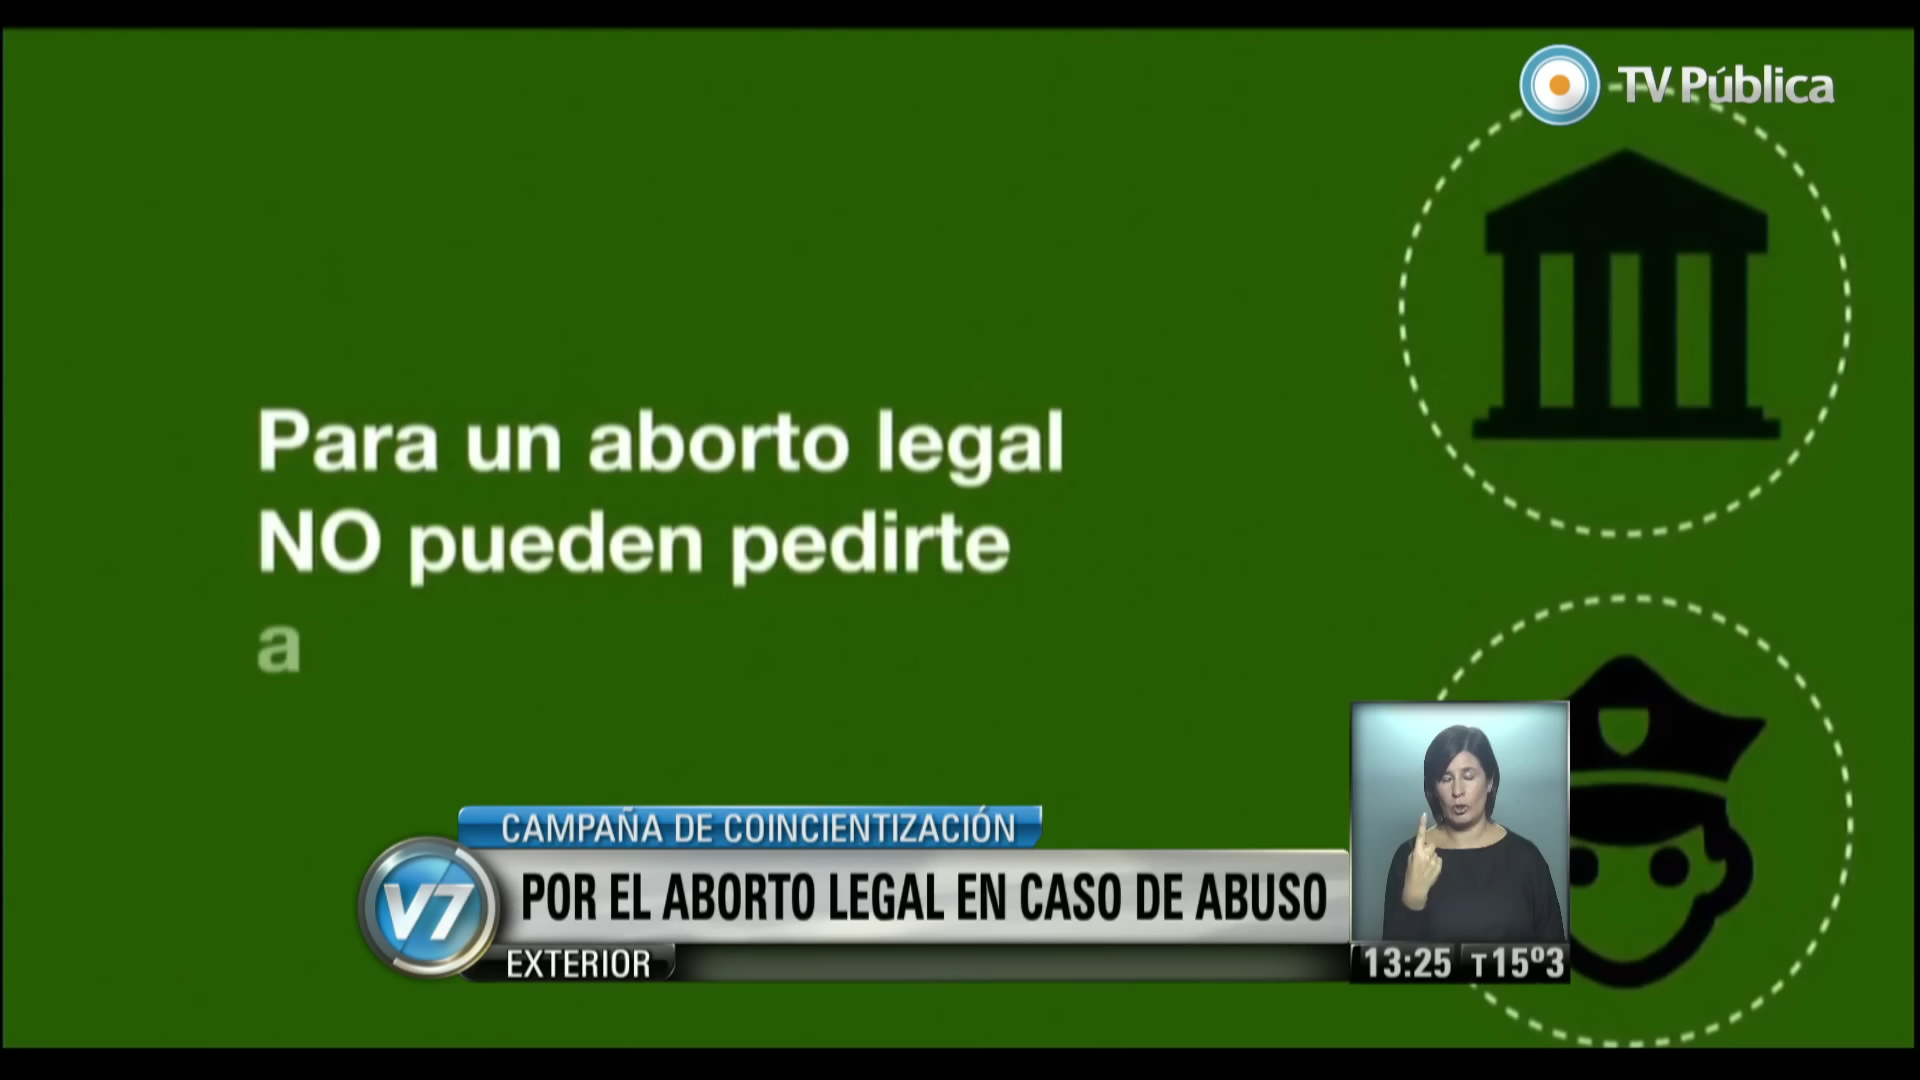 TV Pública
Para un aborto legal
NO pueden pedirte
a
CAMPAÑA DE COINCIENTIZACIÓN
V7
POR EL ABORTO LEGAL EN CASO DE ABUSO
EXTERIOR
13:25 T15º3